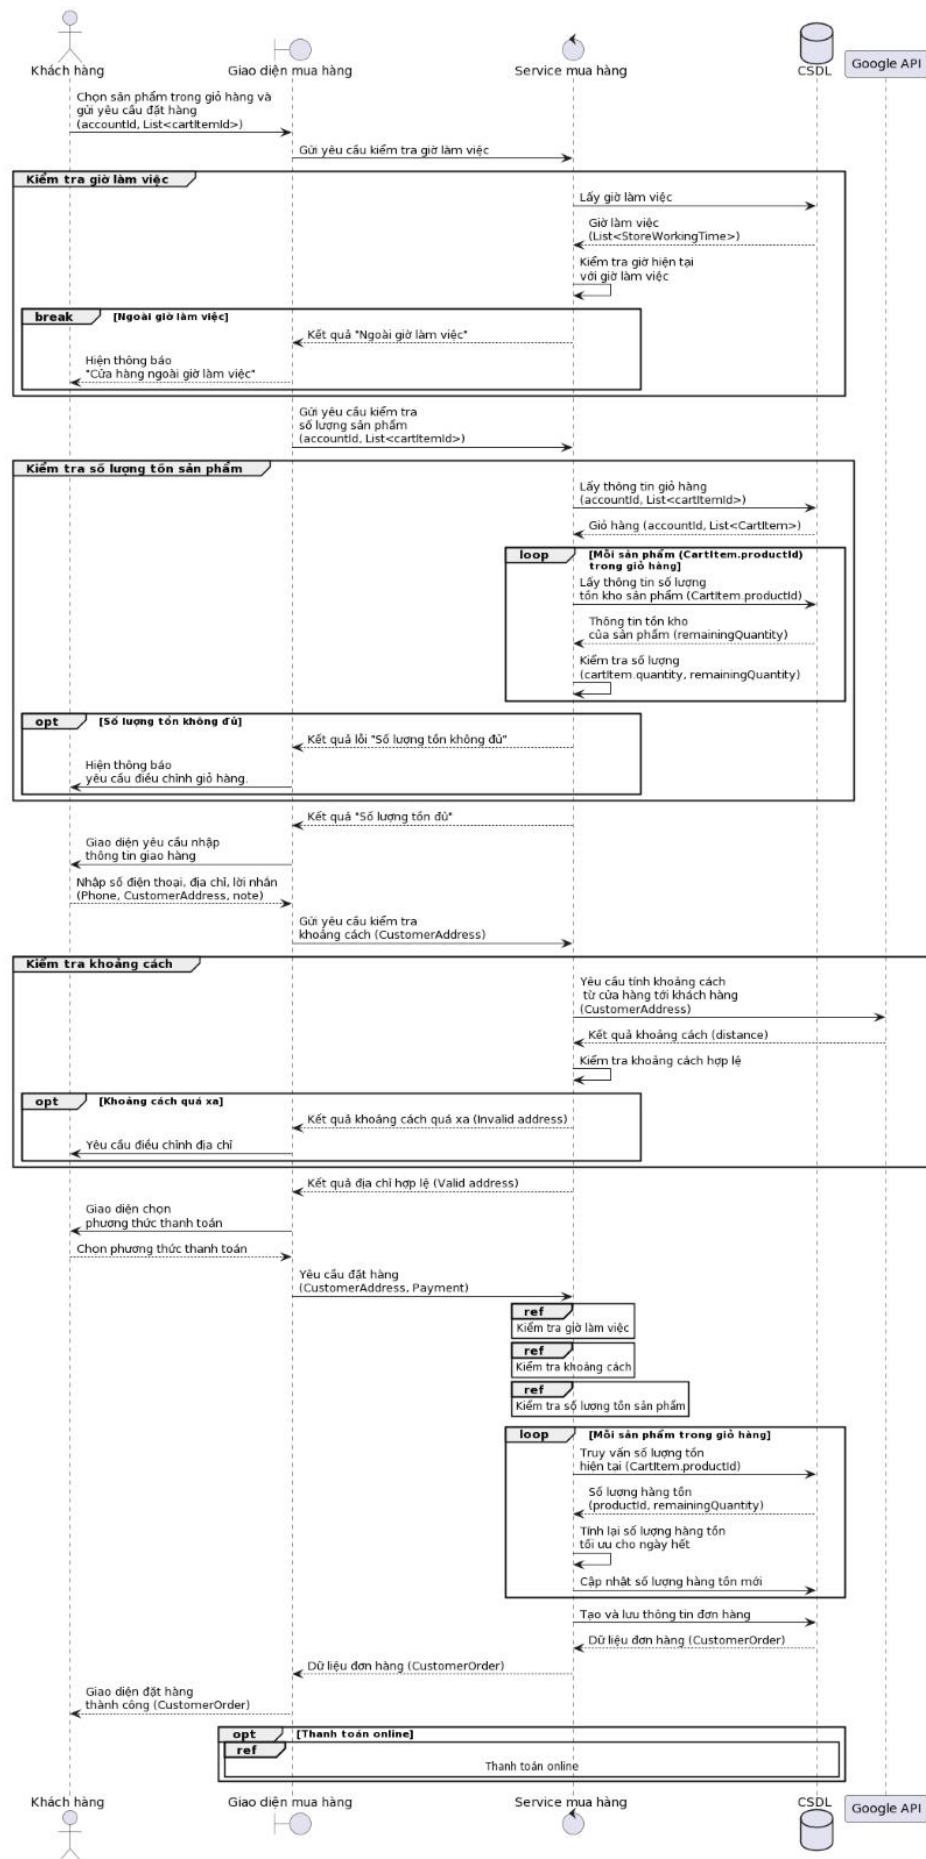 Khách hàng
Giao diện mua hàng
Service mua hàng
CSDL
Google API
Chọn sản phẩm trong giỏ hàng và
gửi yêu cầu đặt hàng
(accountId, List<cartItemId>)
Gửi yêu cầu kiểm tra giờ làm việc
Kiểm tra giờ làm việc
Lấy giờ làm việc
Giờ làm việc
(List<StoreWorkingTime>)
Kiểm tra giờ hiện tại
với giờ làm việc
break
[Ngoài giờ làm việc]
Kết quả "Ngoài giờ làm việc"
Hiện thông báo
"Cửa hàng ngoài giờ làm việc"
Gửi yêu cầu kiểm tra
số lượng sản phẩm
(accountId, List<cartItemId>)
Kiểm tra số lượng tồn sản phẩm
Lấy thông tin giỏ hàng
(accountId, List<cartItemId>)
Giỏ hàng (accountId, List<CartItem>)
loop
[Mỗi sản phẩm (CartItem.productId)
trong giỏ hàng]
Lấy thông tin số lượng
tồn kho sản phẩm (CartItem.productId)
Thông tin tồn kho
của sản phẩm (remainingQuantity)
Kiểm tra số lượng
(cartItem.quantity, remainingQuantity)
opt
[Số lượng tồn không đủ]
Kết quả lỗi "Số lượng tồn không đủ"
Hiện thông báo
yêu cầu điều chỉnh giỏ hàng.
Kết quả "Số lượng tồn đủ"
Giao diện yêu cầu nhập
thông tin giao hàng
Nhập số điện thoại, địa chỉ, lời nhắn
(Phone, CustomerAddress, note)
Gửi yêu cầu kiểm tra
khoảng cách (CustomerAddress)
Kiểm tra khoảng cách
Yêu cầu tính khoảng cách
từ cửa hàng tới khách hàng
(CustomerAddress)
Kết quả khoảng cách (distance)
Kiểm tra khoảng cách hợp lệ
opt
[Khoảng cách quá xa]
Kết quả khoảng cách quá xa (Invalid address)
Yêu cầu điều chỉnh địa chỉ
Kết quả địa chỉ hợp lệ (Valid address)
Giao diện chọn
phương thức thanh toán
Chọn phương thức thanh toán
Yêu cầu đặt hàng
(CustomerAddress, Payment)
ref
Kiểm tra giờ làm việc
ref
Kiểm tra khoảng cách
ref
Kiểm tra số lượng tồn sản phẩm
loop
[Mỗi sản phẩm trong giỏ hàng]
Truy vấn số lượng tồn
hiện tại (CartItem.productId)
Số lượng hàng tồn
(productId, remainingQuantity)
Tính lại số lượng hàng tồn
tối ưu cho ngày hết
Cập nhật số lượng hàng tồn mới
Tạo và lưu thông tin đơn hàng
Dữ liệu đơn hàng (CustomerOrder)
Dữ liệu đơn hàng (CustomerOrder)
Giao diện đặt hàng
thành công (CustomerOrder)
opt
[Thanh toán online]
ref
Thanh toán online
Khách hàng
Giao diện mua hàng
Service mua hàng
CSDL
Google API